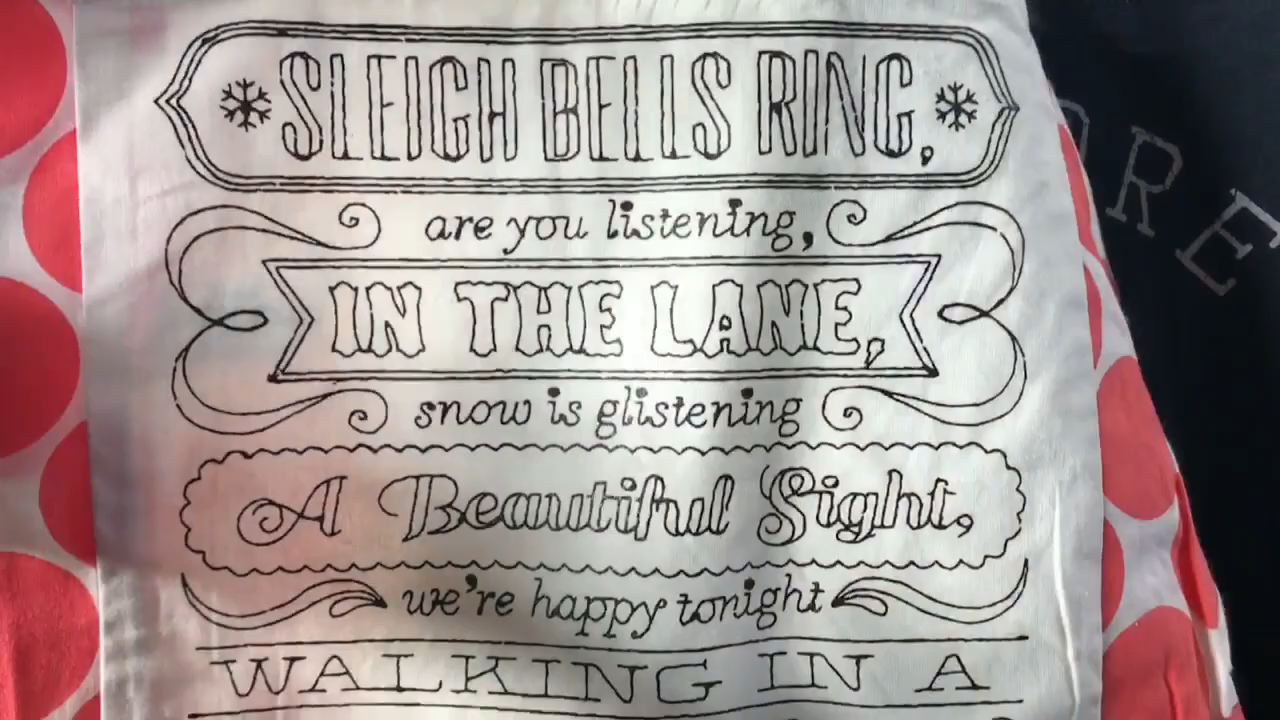 SLEIGH BELLS RING,
are you listening,
IN THE LANE,
snow is glistening
A Beautiful Sight,
we're happy tonight
WALKING IN A
ORE